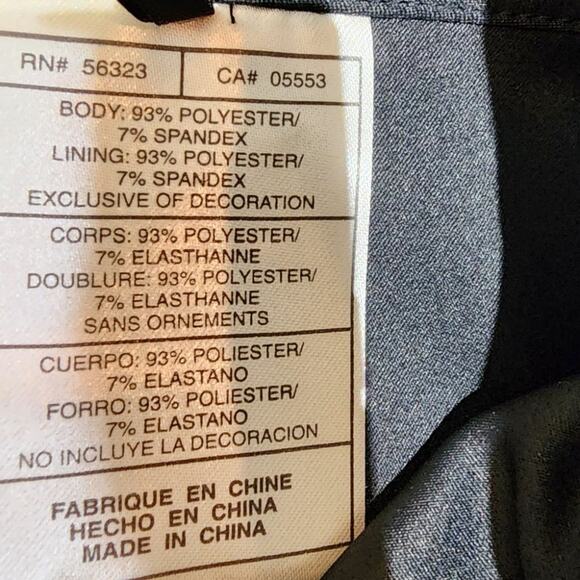 RN# 56323
CA# 05553
BODY: 93% POLYESTER/
7% SPANDEX
LINING: 93% POLYESTER/
7% SPANDEX
EXCLUSIVE OF DECORATION
CORPS: 93% POLYESTER/
7% ELASTHANNE
DOUBLURE: 93% POLYESTER/
7% ELASTHANNE
SANS ORNEMENTS
CUERPO: 93% POLIESTER/
7% ELASTANO
FORRO: 93% POLIESTER/
7% ELASTANO
NO INCLUYE LA DECORACION
FABRIQUE EN CHINE
HECHO EN CHINA
MADE IN CHINA